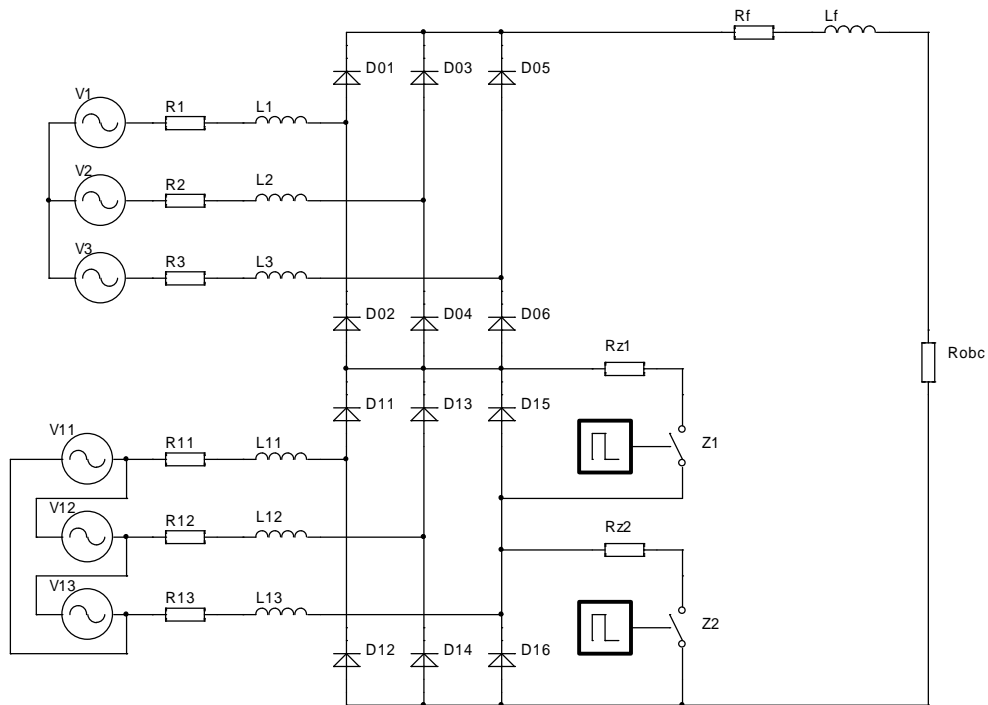 Rf Lf
D01 D03 D05
V1 R1 L1
V2 R2 L2
V3 R3 L3
D02 D04 D06
Rz1
Robc
D11 D13 D15
V11 R11 L11
Z1
V12 R12 L12
Rz2
V13 R13 L13
Z2
D12 D14 D16